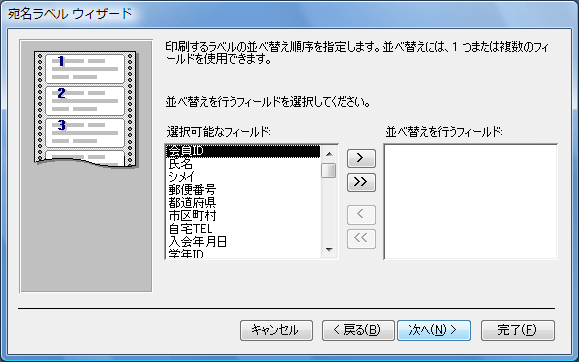 宛名ラベル ウィザード
印刷するラベルの並べ替え順序を指定します。並べ替えには、1 つまたは複数のフィ
ールドを使用できます。
並べ替えを行うフィールドを選択してください。
選択可能なフィールド:
並べ替えを行うフィールド:
1
2
3
会員ID
氏名
シメイ
郵便番号
都道府県
市区町村
自宅TEL
入会年月日
学年ID
>
>>
<
<<
キャンセル
< 戻る(B)
次へ(N) >
完了(F)